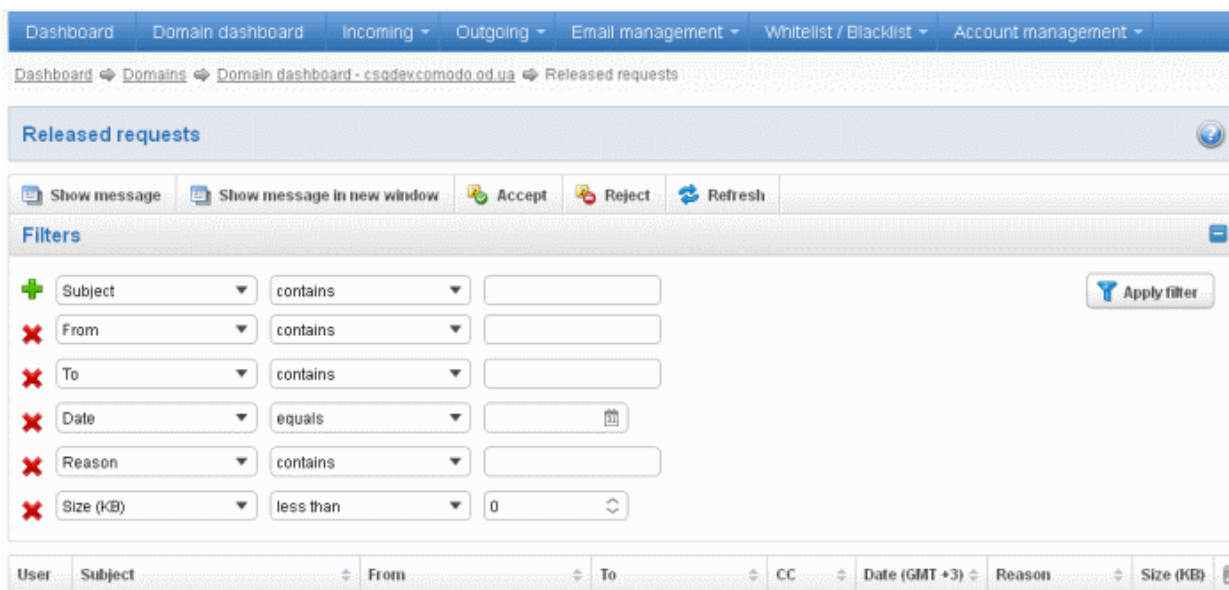 Dashboard Domain dashboard Incoming Outgoing Email management Whitelist / Blacklist Account management
Dashboard Domains Domain dashboard - csgdev.comodo.od.ua Released requests
Released requests
Show message Show message in new window Accept Reject Refresh
Filters
Subject contains Apply filter
From contains
To contains
Date equals
Reason contains
Size (KB) less than 0
User Subject From To CC Date (GMT +3) Reason Size (KB)